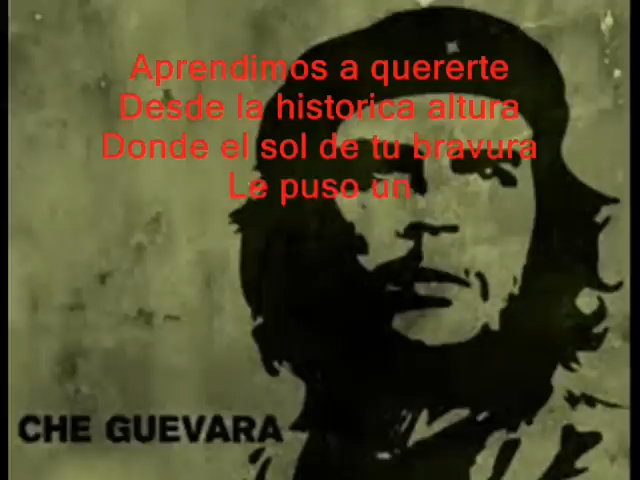 Aprendimos a quererte
Desde la historica altura
Donde el sol de tu bravura
Le puso un
CHE GUEVARA